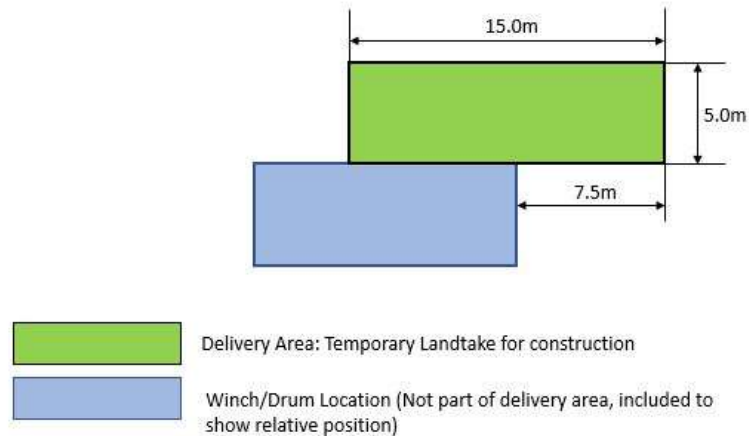 15.0m
5.0m
7.5m
Delivery Area: Temporary Landtake for construction
Winch/Drum Location (Not part of delivery area, included to
show relative position)